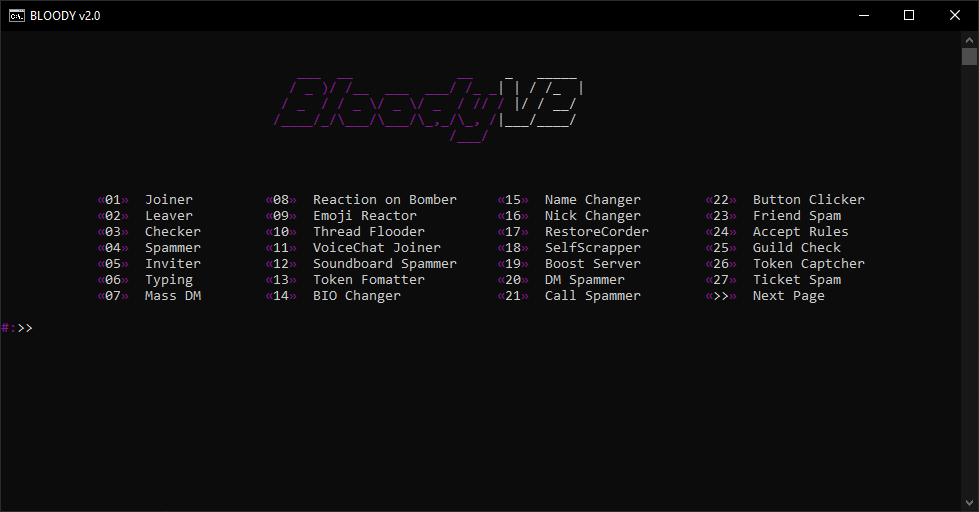 BLOODY v2.0
BloodyV2
«01» Joiner «08» Reaction on Bomber «15» Name Changer «22» Button Clicker
«02» Leaver «09» Emoji Reactor «16» Nick Changer «23» Friend Spam
«03» Checker «10» Thread Flooder «17» RestoreCorder «24» Accept Rules
«04» Spammer «11» VoiceChat Joiner «18» SelfScrapper «25» Guild Check
«05» Inviter «12» Soundboard Spammer «19» Boost Server «26» Token Captcher
«06» Typing «13» Token Fomatter «20» DM Spammer «27» Ticket Spam
«07» Mass DM «14» BIO Changer «21» Call Spammer «>>» Next Page
#:>>